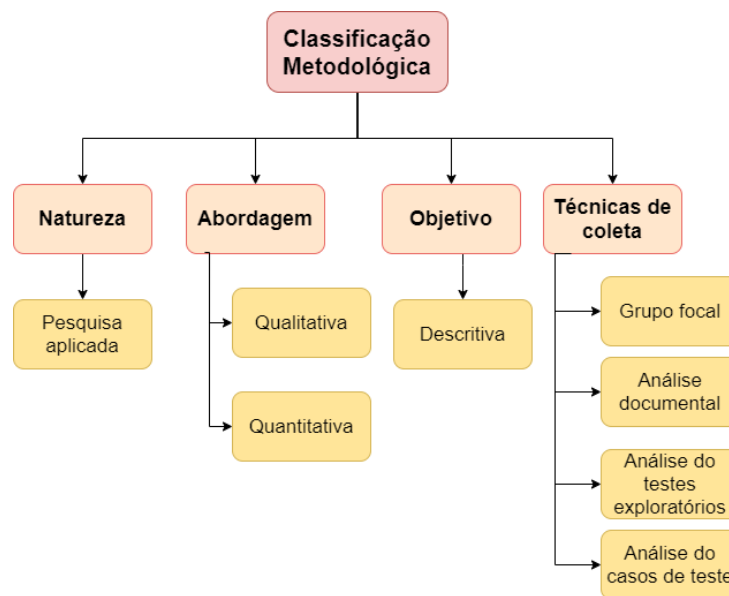 Classificação
Metodológica
Natureza
Abordagem
Objetivo
Técnicas de
coleta
Pesquisa
aplicada
Qualitativa
Quantitativa
Descritiva
Grupo focal
Análise
documental
Análise do
testes
exploratórios
Análise do
casos de teste